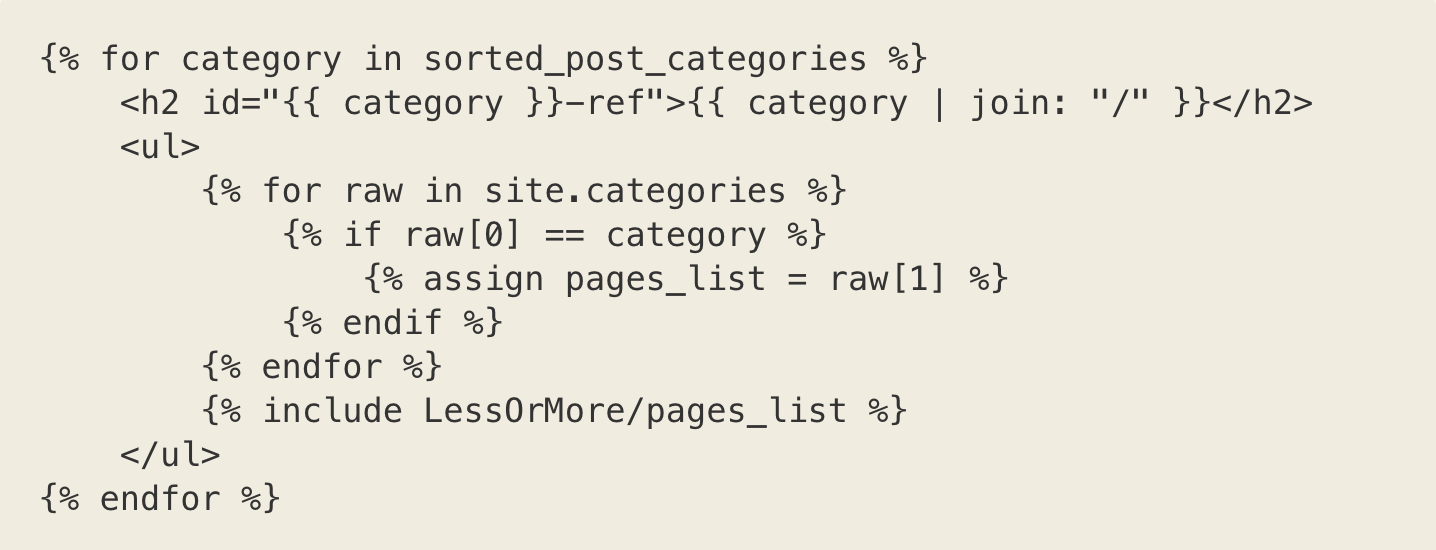 {% for category in sorted_post_categories %}
    <h2 id="{{ category }}-ref">{{ category | join: "/" }}</h2>
    <ul>
        {% for raw in site.categories %}
            {% if raw[0] == category %}
                {% assign pages_list = raw[1] %}
            {% endif %}
        {% endfor %}
        {% include LessOrMore/pages_list %}
    </ul>
{% endfor %}